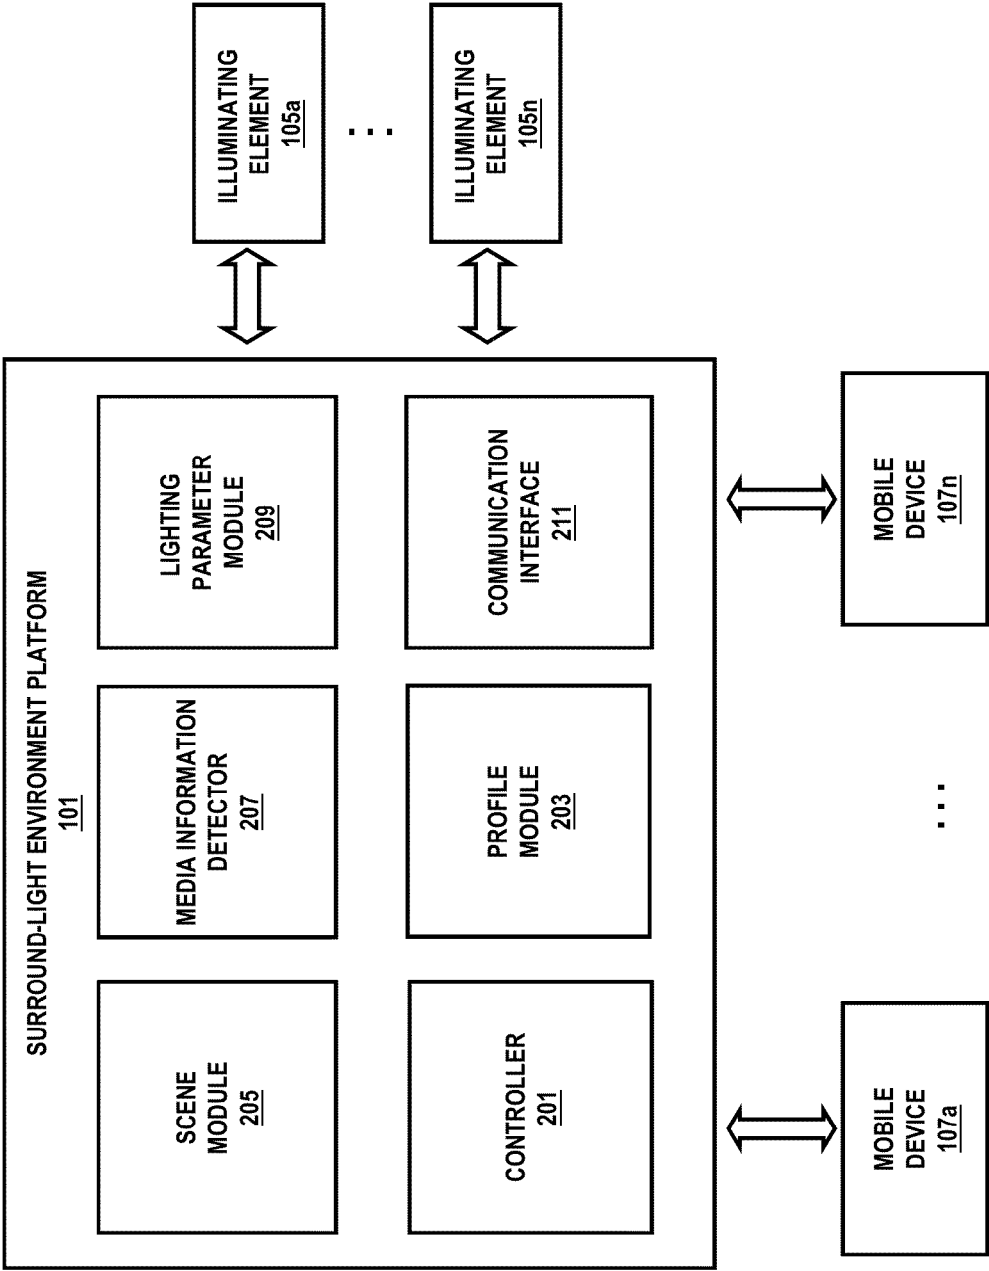 SURROUND-LIGHT ENVIRONMENT PLATFORM
101
SCENE
MODULE
205
MEDIA INFORMATION
DETECTOR
207
LIGHTING
PARAMETER
MODULE
209
CONTROLLER
201
PROFILE
MODULE
203
COMMUNICATION
INTERFACE
211
ILLUMINATING
ELEMENT
105a
. . .
ILLUMINATING
ELEMENT
105n
MOBILE
DEVICE
107a
. . .
MOBILE
DEVICE
107n